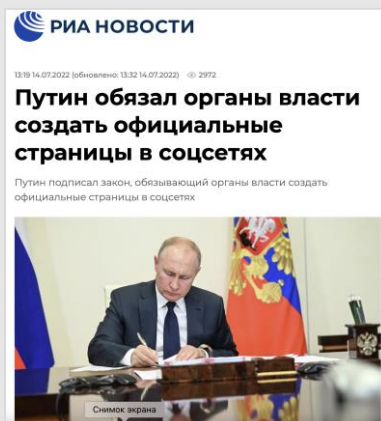 РИА НОВОСТИ
13:19 14.07.2022 (обновлено: 13:32 14.07.2022) 2972
Путин обязал органы власти
создать официальные
страницы в соцсетях
Путин подписал закон, обязывающий органы власти создать
официальные страницы в соцсетях
Снимок экрана